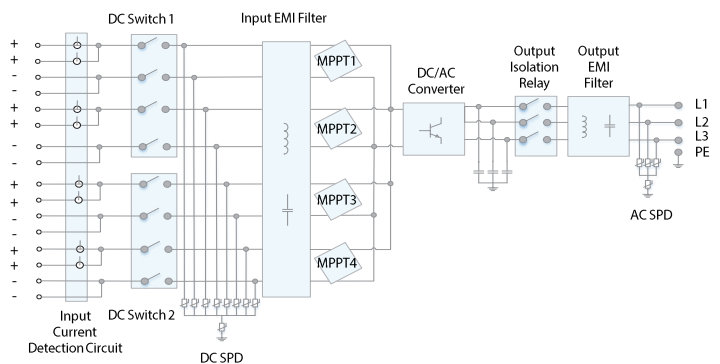 DC Switch 1
Input EMI Filter
+
+
-
-
+
+
-
-
+
+
-
-
+
+
-
-
MPPT1
MPPT2
MPPT3
MPPT4
DC/AC
Converter
Output
Isolation
Relay
Output
EMI
Filter
L1
L2
L3
PE
AC SPD
Input
Current
Detection Circuit
DC Switch 2
DC SPD